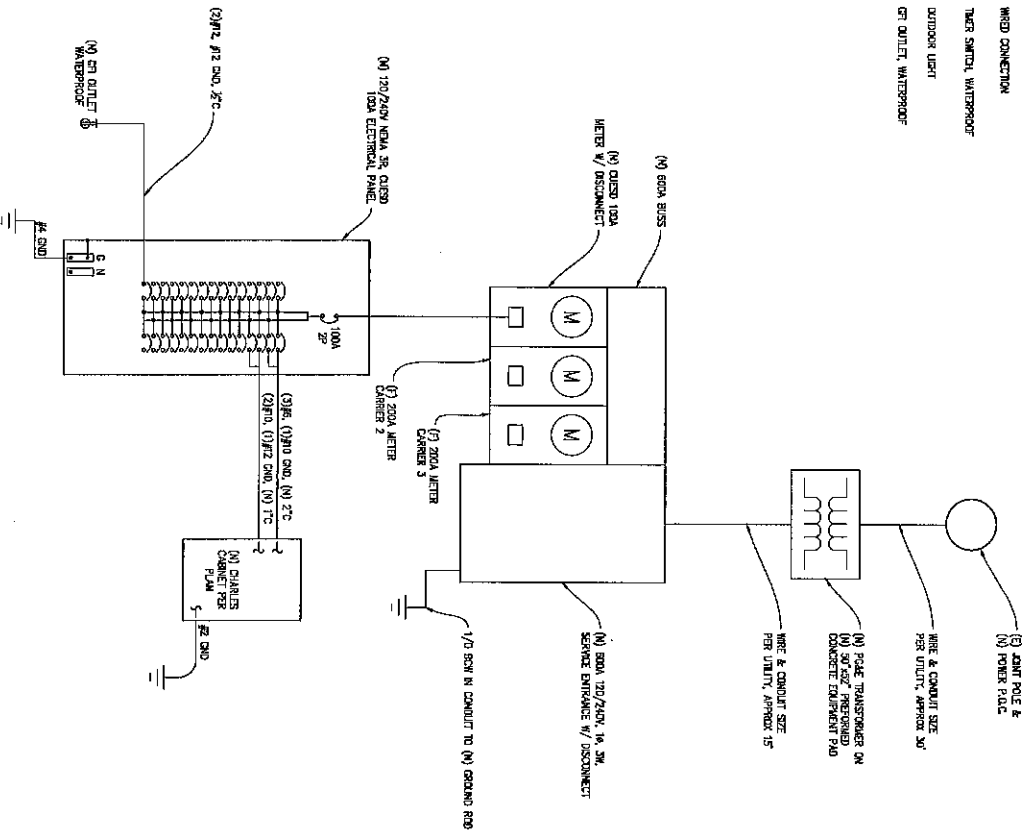 WIRED CONNECTION
TIMER SWITCH, WATERPROOF
OUTDOOR LIGHT
GFI OUTLET, WATERPROOF
(E) JOINT POLE &
(N) POWER P.O.C.
WIRE & CONDUIT SIZE
PER UTILITY, APPROX 30'
(N) PG&E TRANSFORMER ON
PREFORMED
CONCRETE EQUIPMENT PAD
WIRE & CONDUIT SIZE
PER UTILITY, APPROX 15'
(N) 600A 120/240V, 1Φ, 3W,
SERVICE ENTRANCE W/ DISCONNECT
1/0 BCW IN CONDUIT TO (N) GROUND ROD
(N) 600A BUSS
(N) 100A
METER W/ DISCONNECT
M
M
M
(F) 200A METER
CARRIER 2
(F) 200A METER
CARRIER 3
(N) 120/240V NEMA 3R,
100A ELECTRICAL PANEL
100A
2P
(2)#12, #12 GND, ½"C
(N) GFI OUTLET
WATERPROOF
G
N
#4 GND
(3)#6, (1)#10 GND, (N) 2"C
(2)#10, (1)#12 GND, (N) 1"C
(N) CHARLES
CABINET PER
PLAN
#2 GND